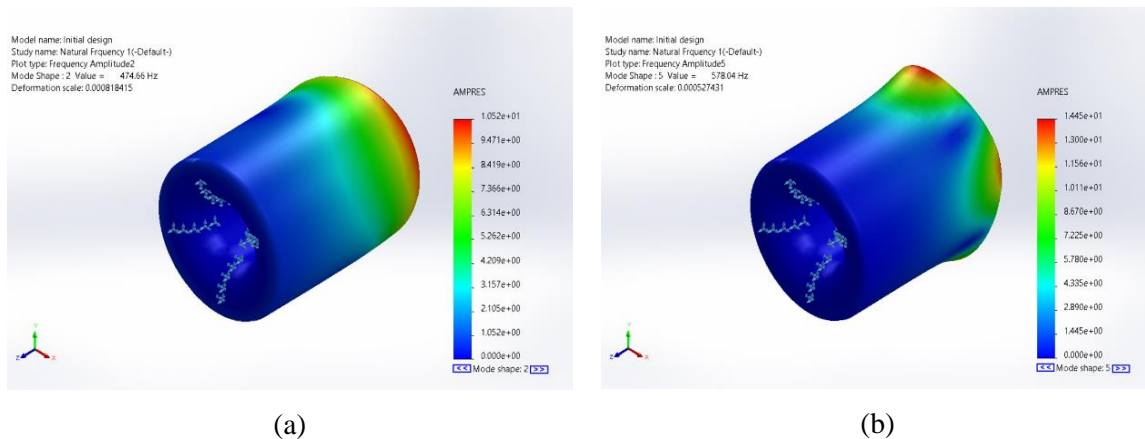 Model name: Initial design
Study name: Natural Frquency 1(-Default-)
Plot type: Frequency Amplitude2
Mode Shape : 2 Value = 474.66 Hz
Deformation scale: 0.000818415
AMPRES
1.052e+01
9.471e+00
8.419e+00
7.366e+00
6.314e+00
5.262e+00
4.209e+00
3.157e+00
2.105e+00
1.052e+00
0.000e+00
<< Mode shape: 2 >>
Y
Z
X
(a)
Model name: Initial design
Study name: Natural Frquency 1(-Default-)
Plot type: Frequency Amplitude5
Mode Shape : 5 Value = 578.04 Hz
Deformation scale: 0.000527431
AMPRES
1.445e+01
1.300e+01
1.156e+01
1.011e+01
8.670e+00
7.225e+00
5.780e+00
4.335e+00
2.890e+00
1.445e+00
0.000e+00
<< Mode shape: 5 >>
Y
Z
X
(b)